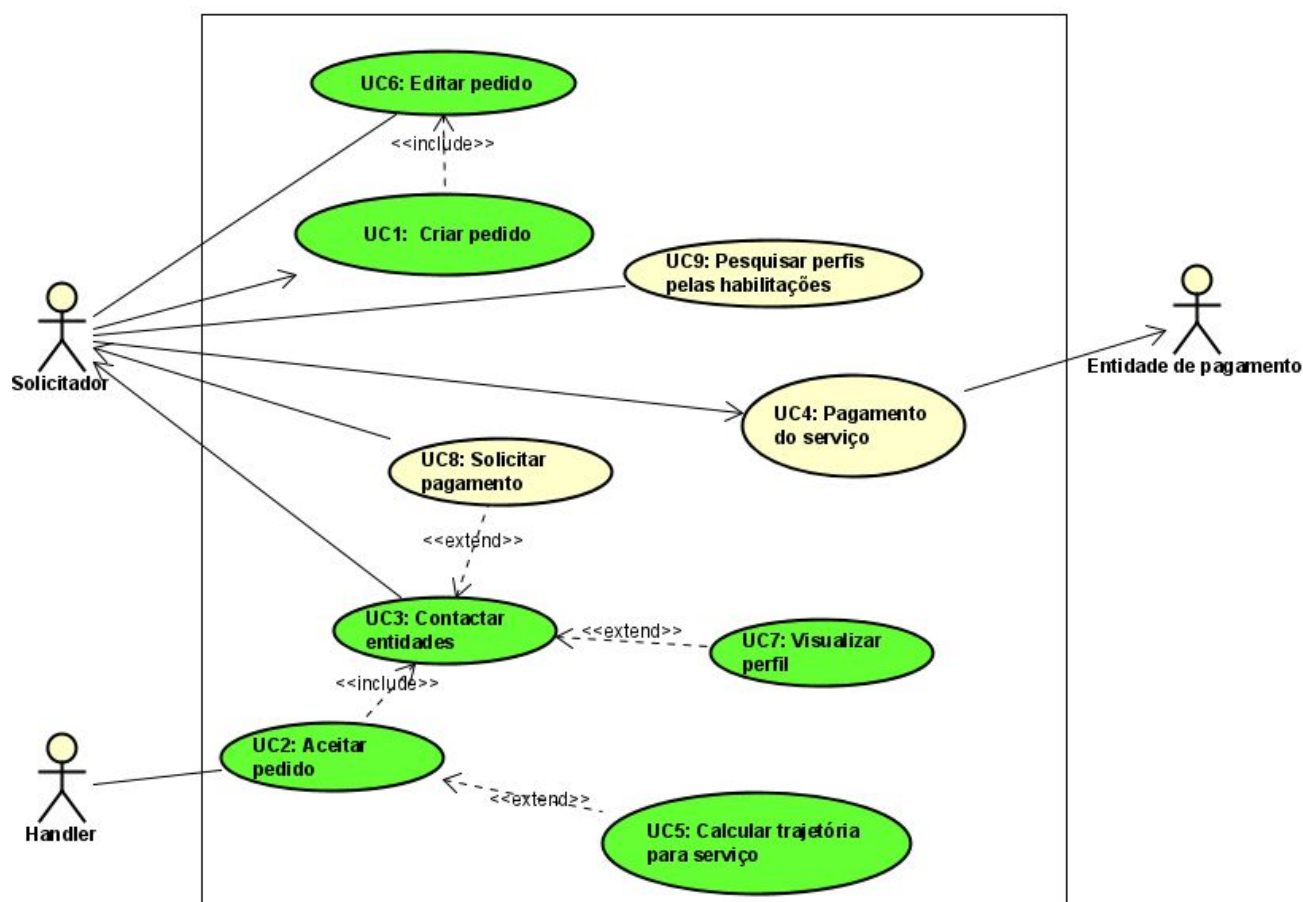 UC6: Editar pedido
<<include>>
UC1: Criar pedido
UC9: Pesquisar perfis
pelas habilitações
Solicitador
Entidade de pagamento
UC4: Pagamento
do serviço
UC8: Solicitar
pagamento
<<extend>>
UC3: Contactar
entidades
<<extend>>
UC7: Visualizar
perfil
<<include>>
UC2: Aceitar
pedido
<<extend>>
Handler
UC5: Calcular trajetória
para serviço